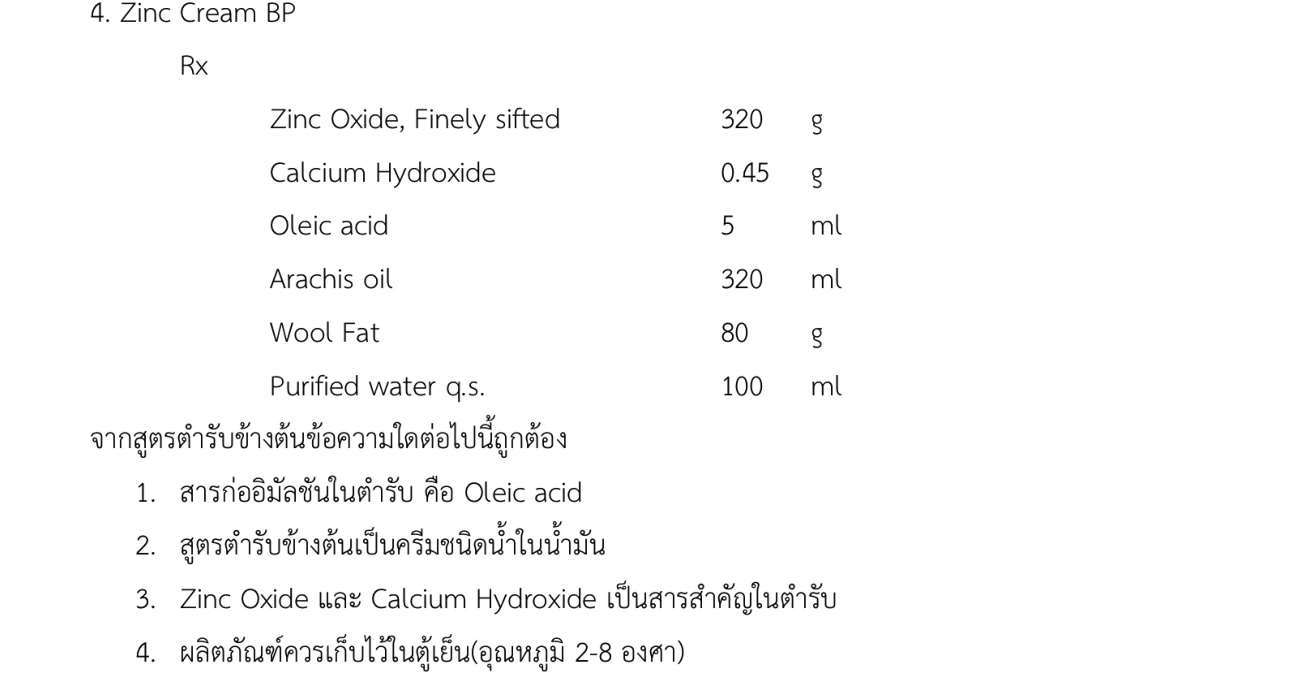 4. Zinc Cream BP
Rx
Zinc Oxide, Finely sifted 320 g
Calcium Hydroxide 0.45 g
Oleic acid 5 ml
Arachis oil 320 ml
Wool Fat 80 g
Purified water q.s. 100 ml
จากสูตรตำรับข้างต้นข้อความใดต่อไปนี้ถูกต้อง
1. สารก่ออิมัลชันในตำรับ คือ Oleic acid
2. สูตรตำรับข้างต้นเป็นครีมชนิดน้ำในน้ำมัน
3. Zinc Oxide และ Calcium Hydroxide เป็นสารสำคัญในตำรับ
4. ผลิตภัณฑ์ควรเก็บไว้ในตู้เย็น(อุณหภูมิ 2-8 องศา)